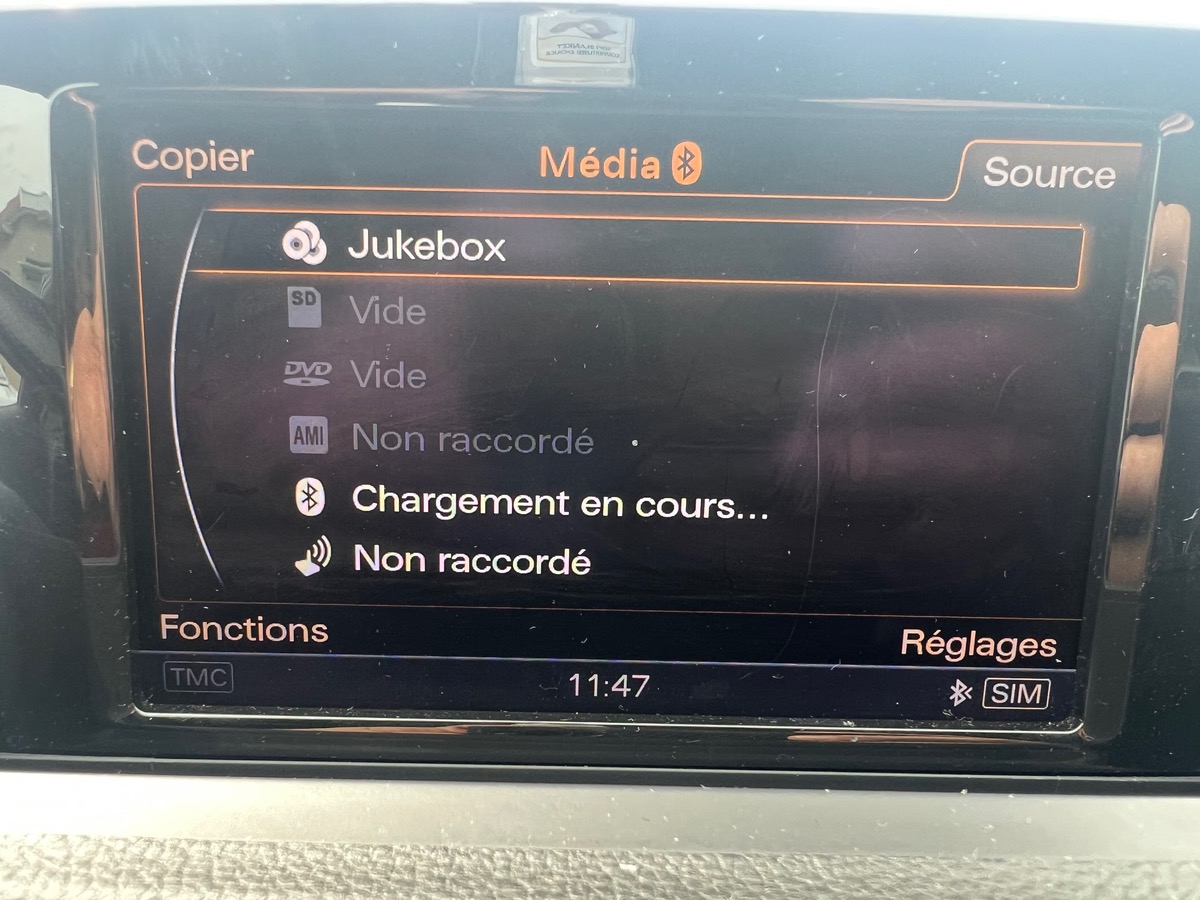 Copier
Média
Source
Jukebox
SD Vide
DVD Vide
AMI Non raccordé
Chargement en cours...
Non raccordé
Fonctions
Réglages
TMC
11:47
SIM